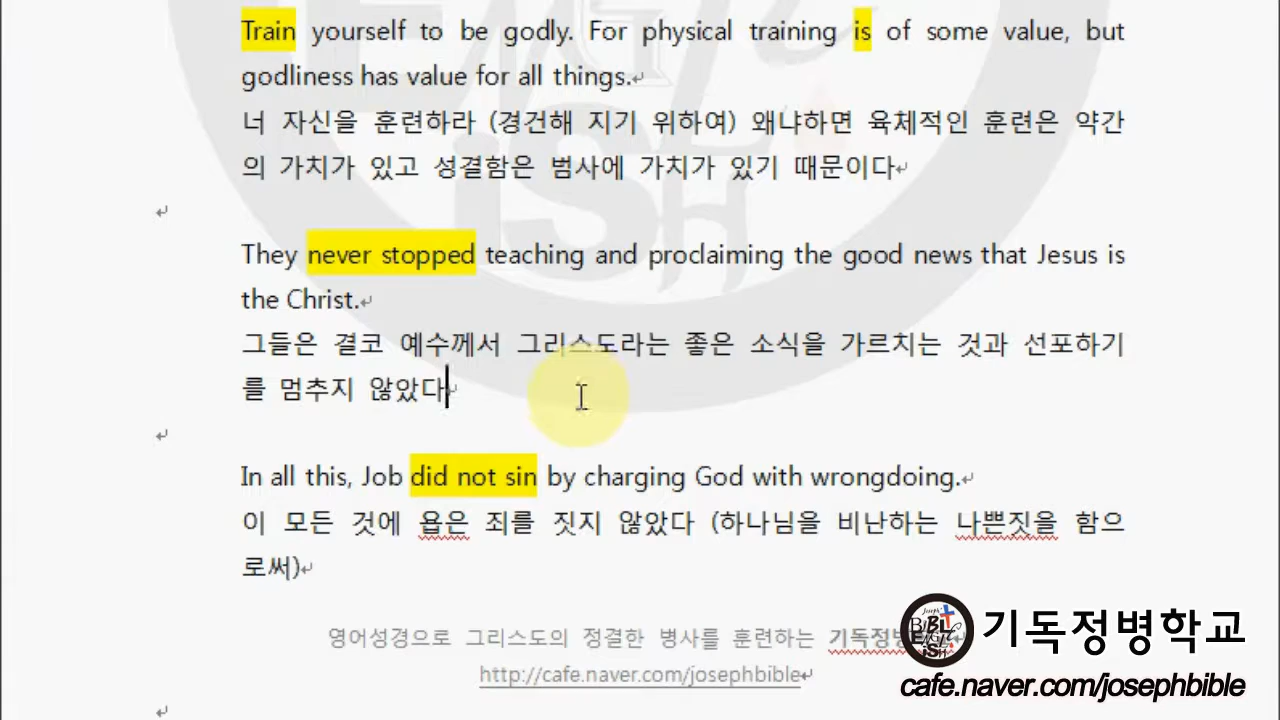 Train yourself to be godly. For physical training is of some value, but
godliness has value for all things.
너 자신을 훈련하라 (경건해 지기 위하여) 왜냐하면 육체적인 훈련은 약간
의 가치가 있고 성결함은 범사에 가치가 있기 때문이다
They never stopped teaching and proclaiming the good news that Jesus is
the Christ.
그들은 결코 예수께서 그리스도라는 좋은 소식을 가르치는 것과 선포하기
를 멈추지 않았다
In all this, Job did not sin by charging God with wrongdoing.
이 모든 것에 욥은 죄를 짓지 않았다 (하나님을 비난하는 나쁜짓을 함으
로써)
영어성경으로 그리스도의 정결한 병사를 훈련하는 기독정병
http://cafe.naver.com/josephbible
기독정병학교
cafe.naver.com/josephbible